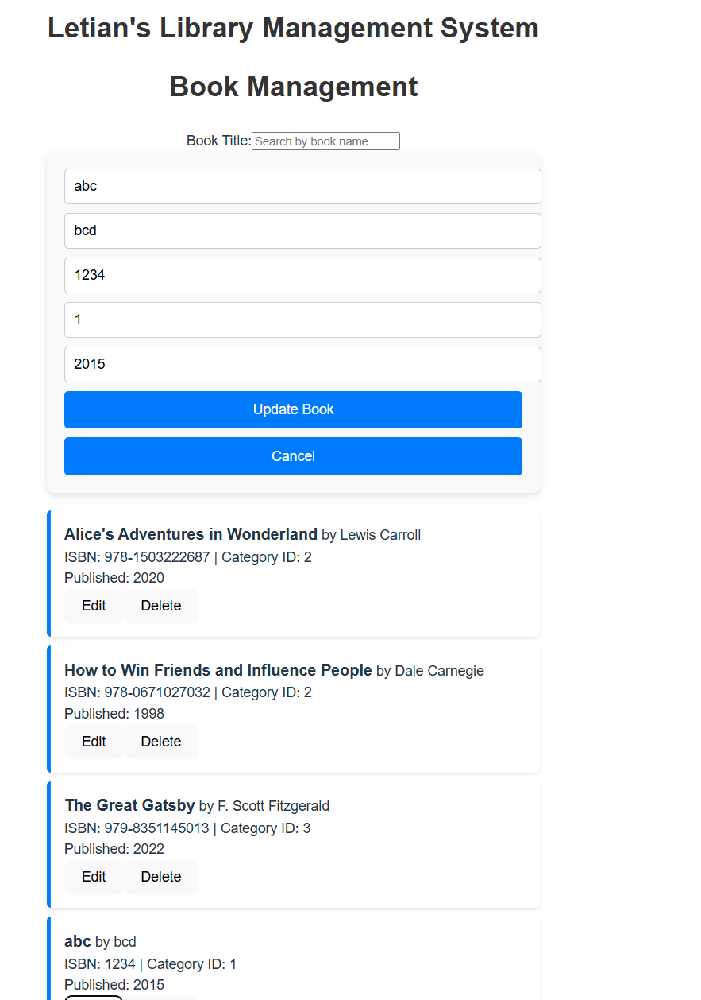 Letian's Library Management System
Book Management
Book Title: Search by book name
abc
bcd
1234
1
2015
Update Book
Cancel
Alice's Adventures in Wonderland by Lewis Carroll
ISBN: 978-1503222687 | Category ID: 2
Published: 2020
Edit Delete
How to Win Friends and Influence People by Dale Carnegie
ISBN: 978-0671027032 | Category ID: 2
Published: 1998
Edit Delete
The Great Gatsby by F. Scott Fitzgerald
ISBN: 979-8351145013 | Category ID: 3
Published: 2022
Edit Delete
abc by bcd
ISBN: 1234 | Category ID: 1
Published: 2015